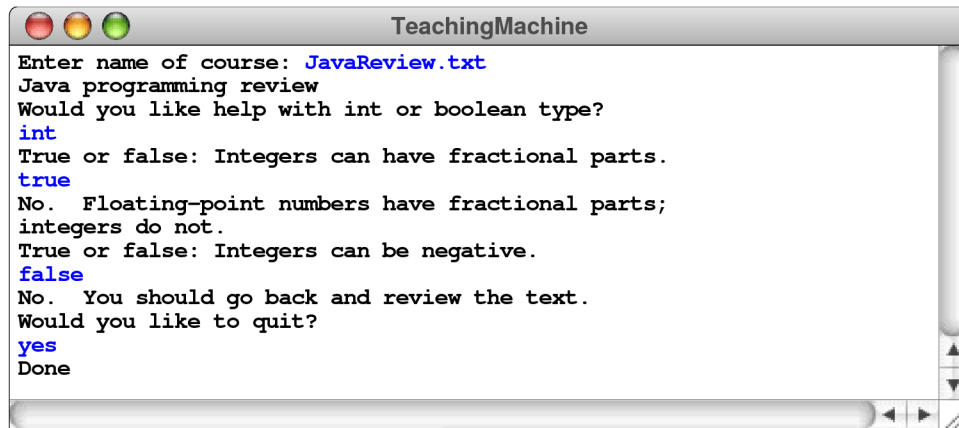 TeachingMachine
Enter name of course: JavaReview.txt
Java programming review
Would you like help with int or boolean type?
int
True or false: Integers can have fractional parts.
true
No.  Floating-point numbers have fractional parts;
integers do not.
True or false: Integers can be negative.
false
No.  You should go back and review the text.
Would you like to quit?
yes
Done